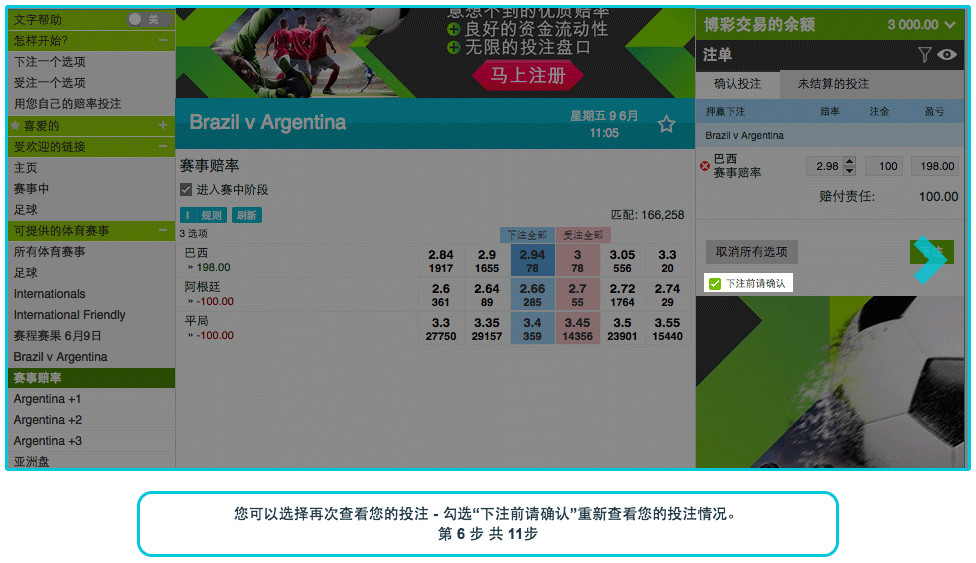 文字帮助 关
怎样开始?
下注一个选项
受注一个选项
用您自己的赔率投注
喜爱的
受欢迎的链接
主页
赛事中
足球
可提供的体育赛事
所有体育赛事
足球
Internationals
International Friendly
赛程赛果 6月9日
Brazil v Argentina
赛事赔率
Argentina +1
Argentina +2
Argentina +3
亚洲盘
意想不到的优质赔率
良好的资金流动性
无限的投注盘口
马上注册
Brazil v Argentina
星期五 9 6月
11:05
赛事赔率
进入赛中阶段
规则 刷新
匹配: 166,258
3 选项 下注全部 受注全部
巴西 2.84 2.9 2.94 3 3.05 3.3
» 198.00 1917 1655 78 78 556 20
阿根廷 2.6 2.64 2.66 2.7 2.72 2.74
» -100.00 361 89 285 55 1764 29
平局 3.3 3.35 3.4 3.45 3.5 3.55
» -100.00 27750 29157 359 14356 23901 15440
博彩交易的余额 3 000.00
注单
确认投注 未结算的投注
押赢下注 赔率 注金 盈亏
Brazil v Argentina
巴西
赛事赔率 2.98 100 198.00
赔付责任: 100.00
取消所有选项 下注
下注前请确认
您可以选择再次查看您的投注 - 勾选“下注前请确认”重新查看您的投注情况。
第 6 步 共 11步